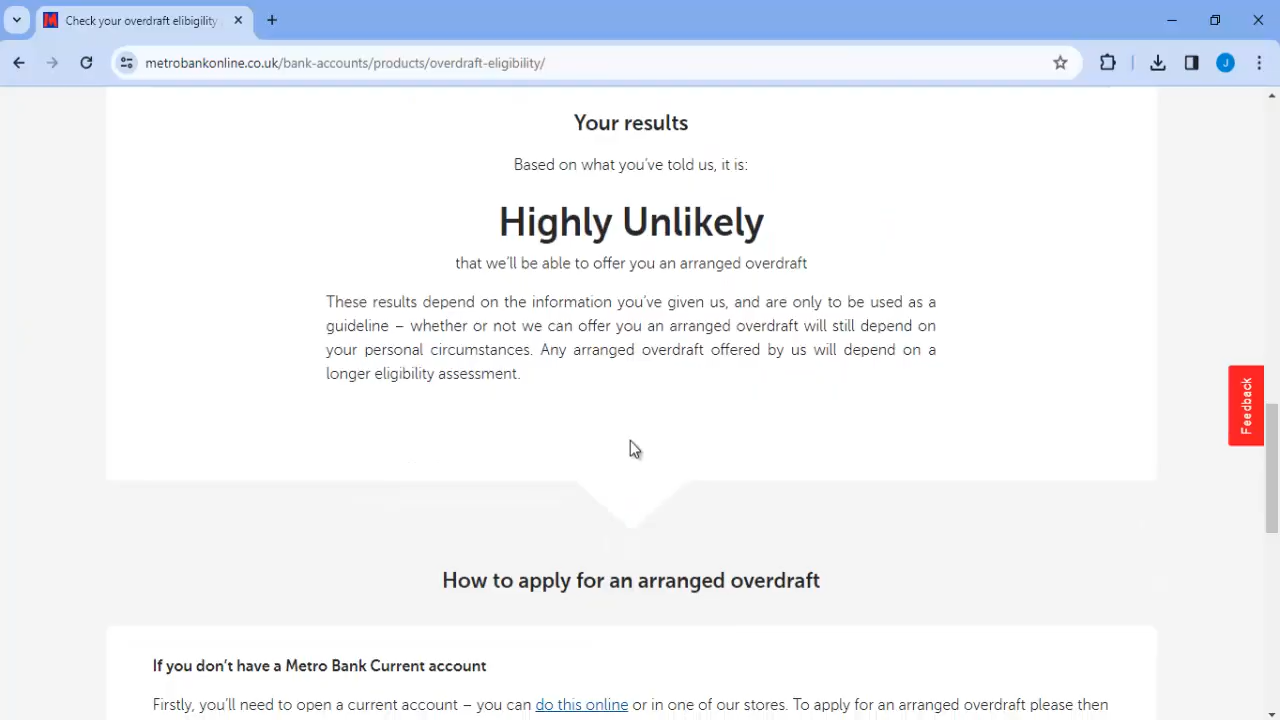 Check your overdraft elibigility
metrobankonline.co.uk/bank-accounts/products/overdraft-eligibility/
J
Your results
Based on what you've told us, it is:
Highly Unlikely
that we'll be able to offer you an arranged overdraft
These results depend on the information you've given us, and are only to be used as a
guideline – whether or not we can offer you an arranged overdraft will still depend on
your personal circumstances. Any arranged overdraft offered by us will depend on a
longer eligibility assessment.
Feedback
How to apply for an arranged overdraft
If you don't have a Metro Bank Current account
Firstly, you'll need to open a current account – you can do this online or in one of our stores. To apply for an arranged overdraft please then